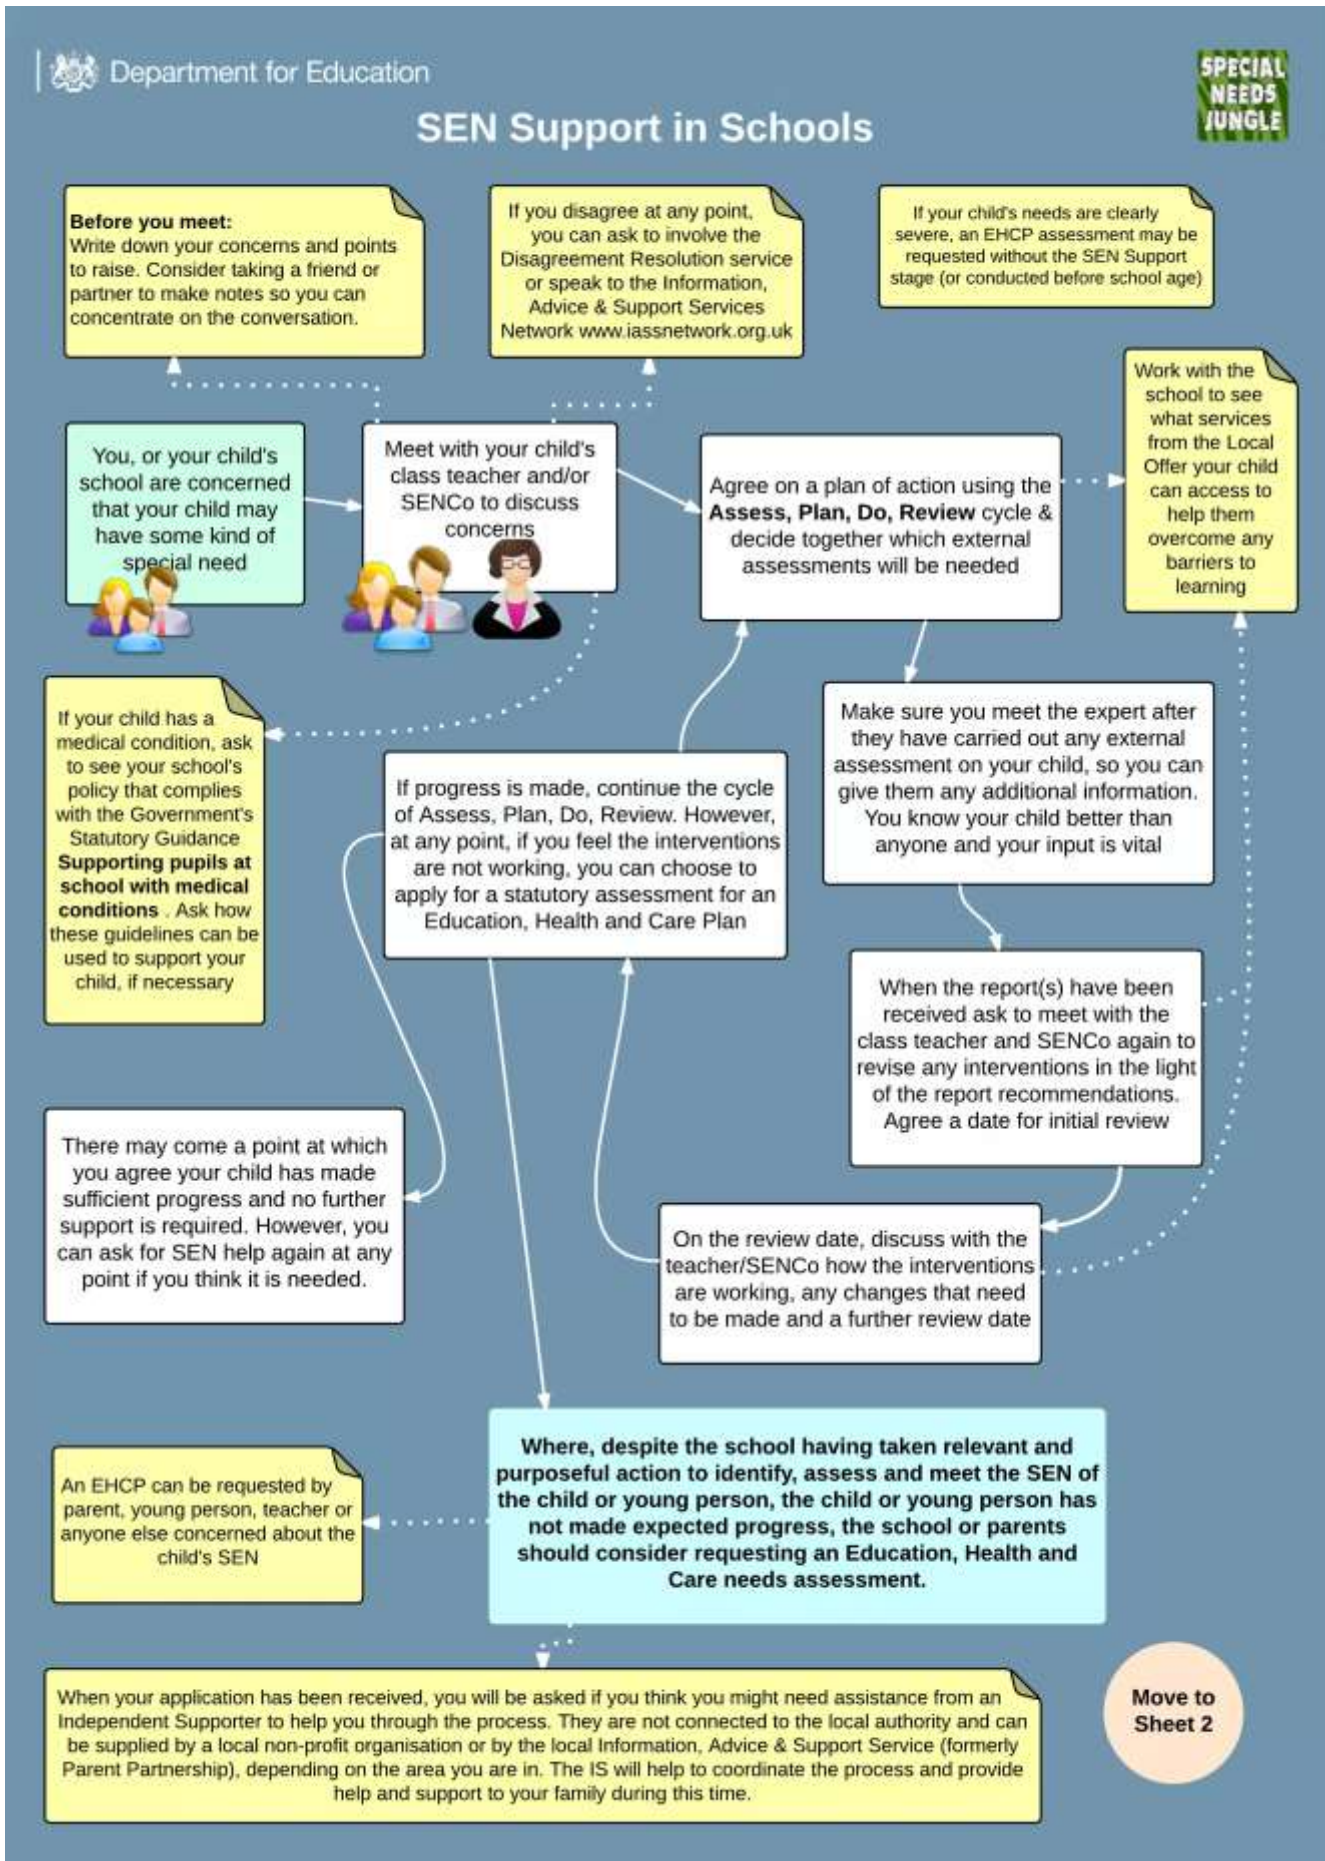 Department for Education
SPECIAL
NEEDS
JUNGLE
SEN Support in Schools
Before you meet:
Write down your concerns and points
to raise. Consider taking a friend or
partner to make notes so you can
concentrate on the conversation.
If you disagree at any point,
you can ask to involve the
Disagreement Resolution service
or speak to the Information,
Advice & Support Services
Network www.iassnetwork.org.uk
If your child's needs are clearly
severe, an EHCP assessment may be
requested without the SEN Support
stage (or conducted before school age)
You, or your child's
school are concerned
that your child may
have some kind of
special need
Meet with your child's
class teacher and/or
SENCo to discuss
concerns
Agree on a plan of action using the
Assess, Plan, Do, Review cycle &
decide together which external
assessments will be needed
Work with the
school to see
what services
from the Local
Offer your child
can access to
help them
overcome any
barriers to
learning
If your child has a
medical condition, ask
to see your school's
policy that complies
with the Government's
Statutory Guidance
Supporting pupils at
school with medical
conditions . Ask how
these guidelines can be
used to support your
child, if necessary
If progress is made, continue the cycle
of Assess, Plan, Do, Review. However,
at any point, if you feel the interventions
are not working, you can choose to
apply for a statutory assessment for an
Education, Health and Care Plan
Make sure you meet the expert after
they have carried out any external
assessment on your child, so you can
give them any additional information.
You know your child better than
anyone and your input is vital
When the report(s) have been
received ask to meet with the
class teacher and SENCo again to
revise any interventions in the light
of the report recommendations.
Agree a date for initial review
There may come a point at which
you agree your child has made
sufficient progress and no further
support is required. However, you
can ask for SEN help again at any
point if you think it is needed.
On the review date, discuss with the
teacher/SENCo how the interventions
are working, any changes that need
to be made and a further review date
Where, despite the school having taken relevant and
purposeful action to identify, assess and meet the SEN of
the child or young person, the child or young person has
not made expected progress, the school or parents
should consider requesting an Education, Health and
Care needs assessment.
An EHCP can be requested by
parent, young person, teacher or
anyone else concerned about the
child's SEN
When your application has been received, you will be asked if you think you might need assistance from an
Independent Supporter to help you through the process. They are not connected to the local authority and can
be supplied by a local non-profit organisation or by the local Information, Advice & Support Service (formerly
Parent Partnership), depending on the area you are in. The IS will help to coordinate the process and provide
help and support to your family during this time.
Move to
Sheet 2